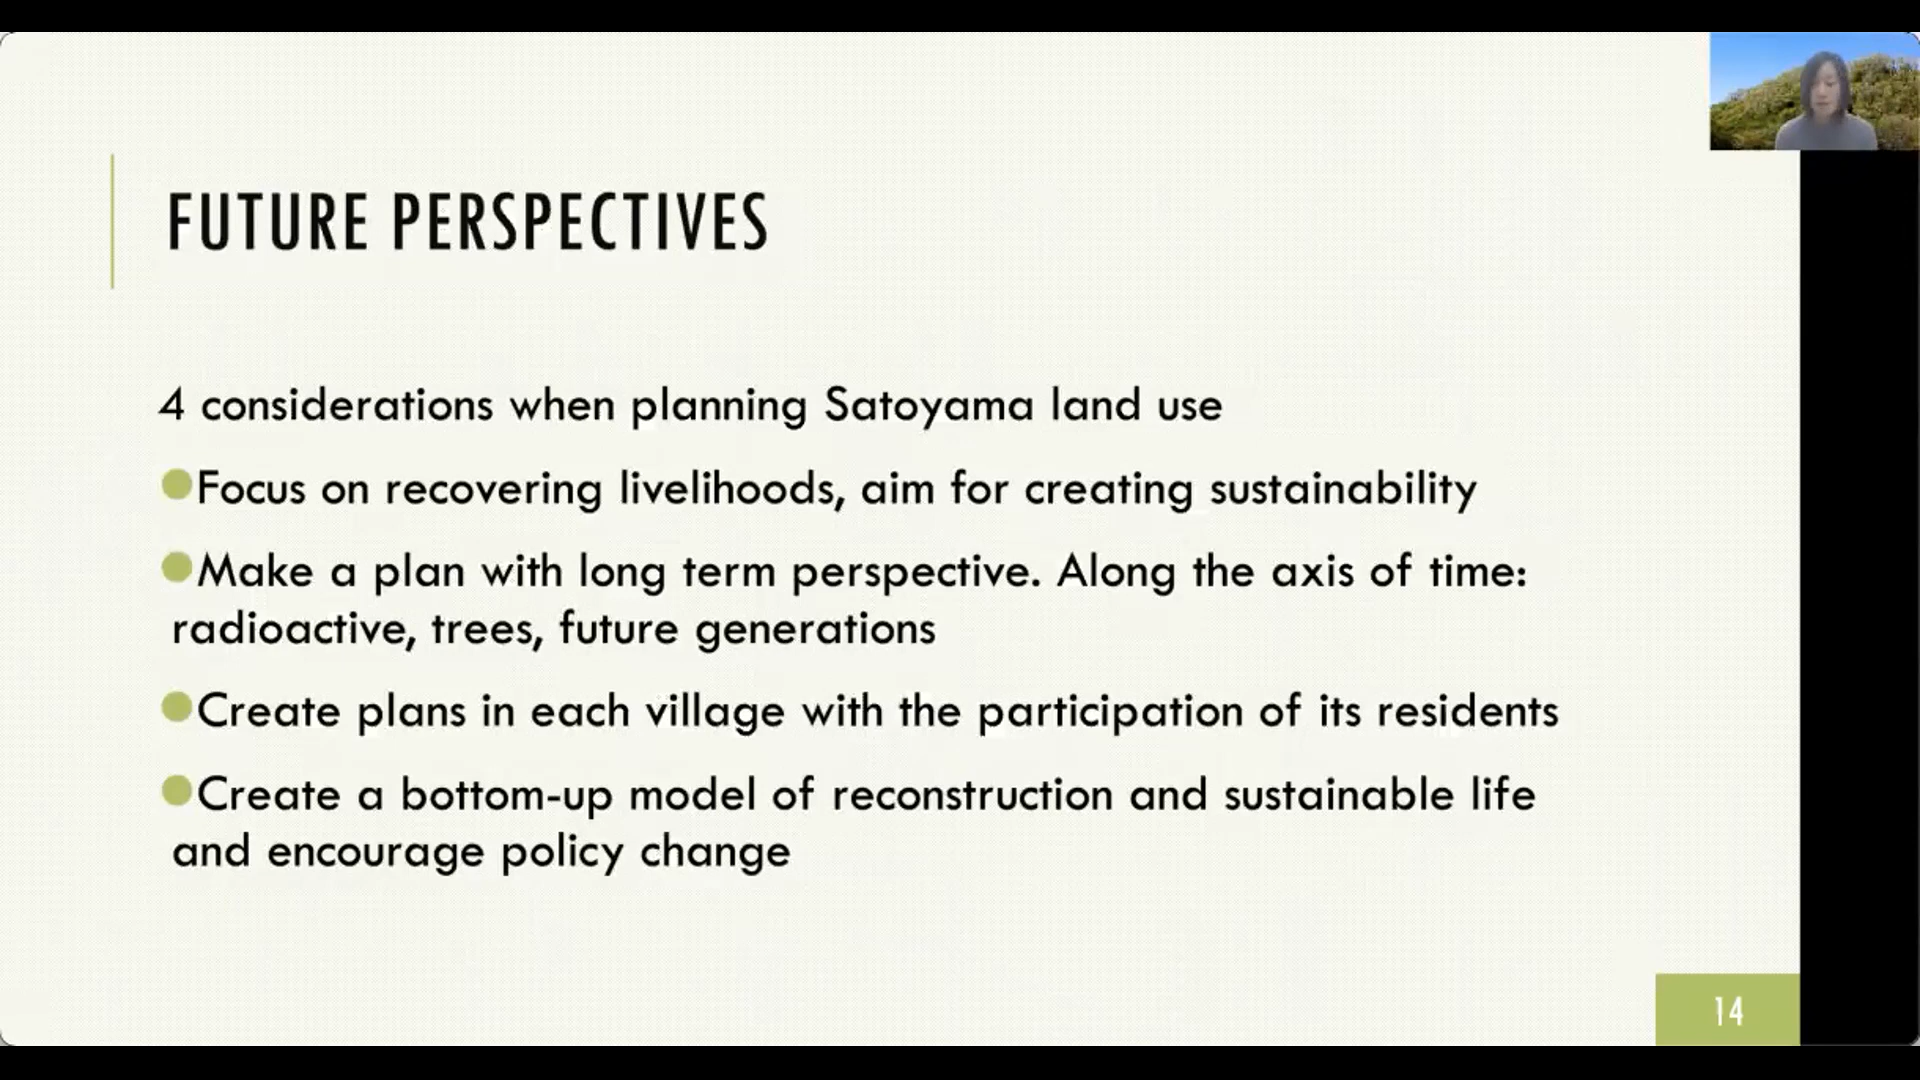 FUTURE PERSPECTIVES
4 considerations when planning Satoyama land use
Focus on recovering livelihoods, aim for creating sustainability
Make a plan with long term perspective. Along the axis of time:
radioactive, trees, future generations
Create plans in each village with the participation of its residents
Create a bottom-up model of reconstruction and sustainable life
and encourage policy change
14